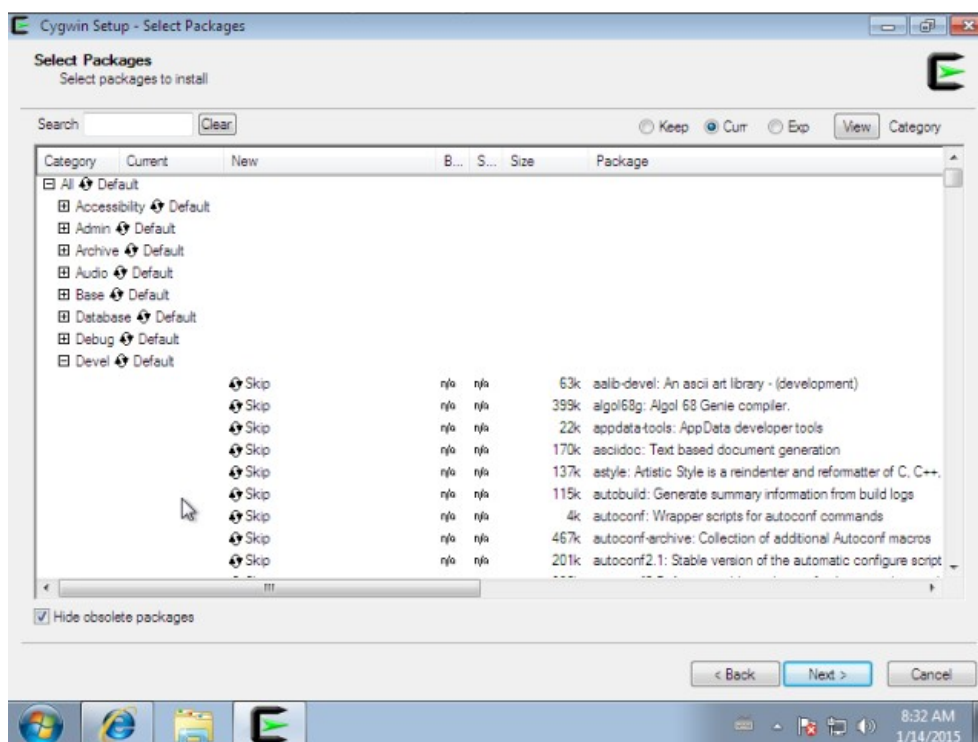 Cygwin Setup - Select Packages
Select Packages
Select packages to install
Search Clear Keep Curr Exp View Category
Category Current New B... S... Size Package
All Default
Accessibility Default
Admin Default
Archive Default
Audio Default
Base Default
Database Default
Debug Default
Devel Default
Skip n/a n/a 63k aalib-devel: An ascii art library - (development)
Skip n/a n/a 399k algol68g: Algol 68 Genie compiler.
Skip n/a n/a 22k appdata-tools: AppData developer tools
Skip n/a n/a 170k asciidoc: Text based document generation
Skip n/a n/a 137k astyle: Artistic Style is a reindenter and reformatter of C, C++,
Skip n/a n/a 115k autobuild: Generate summary information from build logs
Skip n/a n/a 4k autoconf: Wrapper scripts for autoconf commands
Skip n/a n/a 467k autoconf-archive: Collection of additional Autoconf macros
Skip n/a n/a 201k autoconf2.1: Stable version of the automatic configure script
Hide obsolete packages
< Back Next > Cancel
8:32 AM
1/14/2015